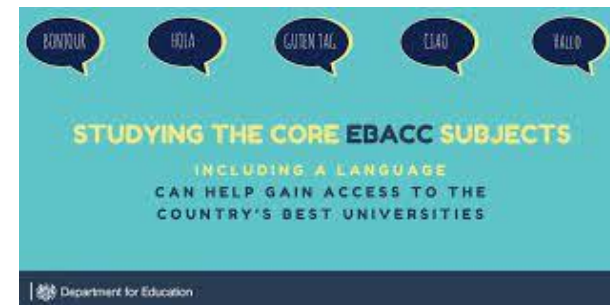 BONJOUR
HOLA
GUTEN TAG
CIAO
HALLO
STUDYING THE CORE EBACC SUBJECTS
INCLUDING A LANGUAGE
CAN HELP GAIN ACCESS TO THE
COUNTRY'S BEST UNIVERSITIES
Department for Education